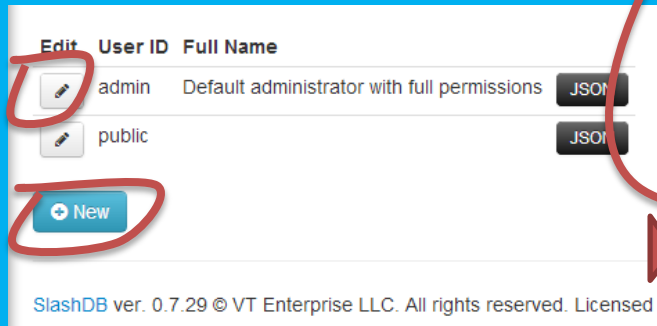 Edit User ID Full Name
admin Default administrator with full permissions JSON
public JSON
New
SlashDB ver. 0.7.29 © VT Enterprise LLC. All rights reserved. Licensed